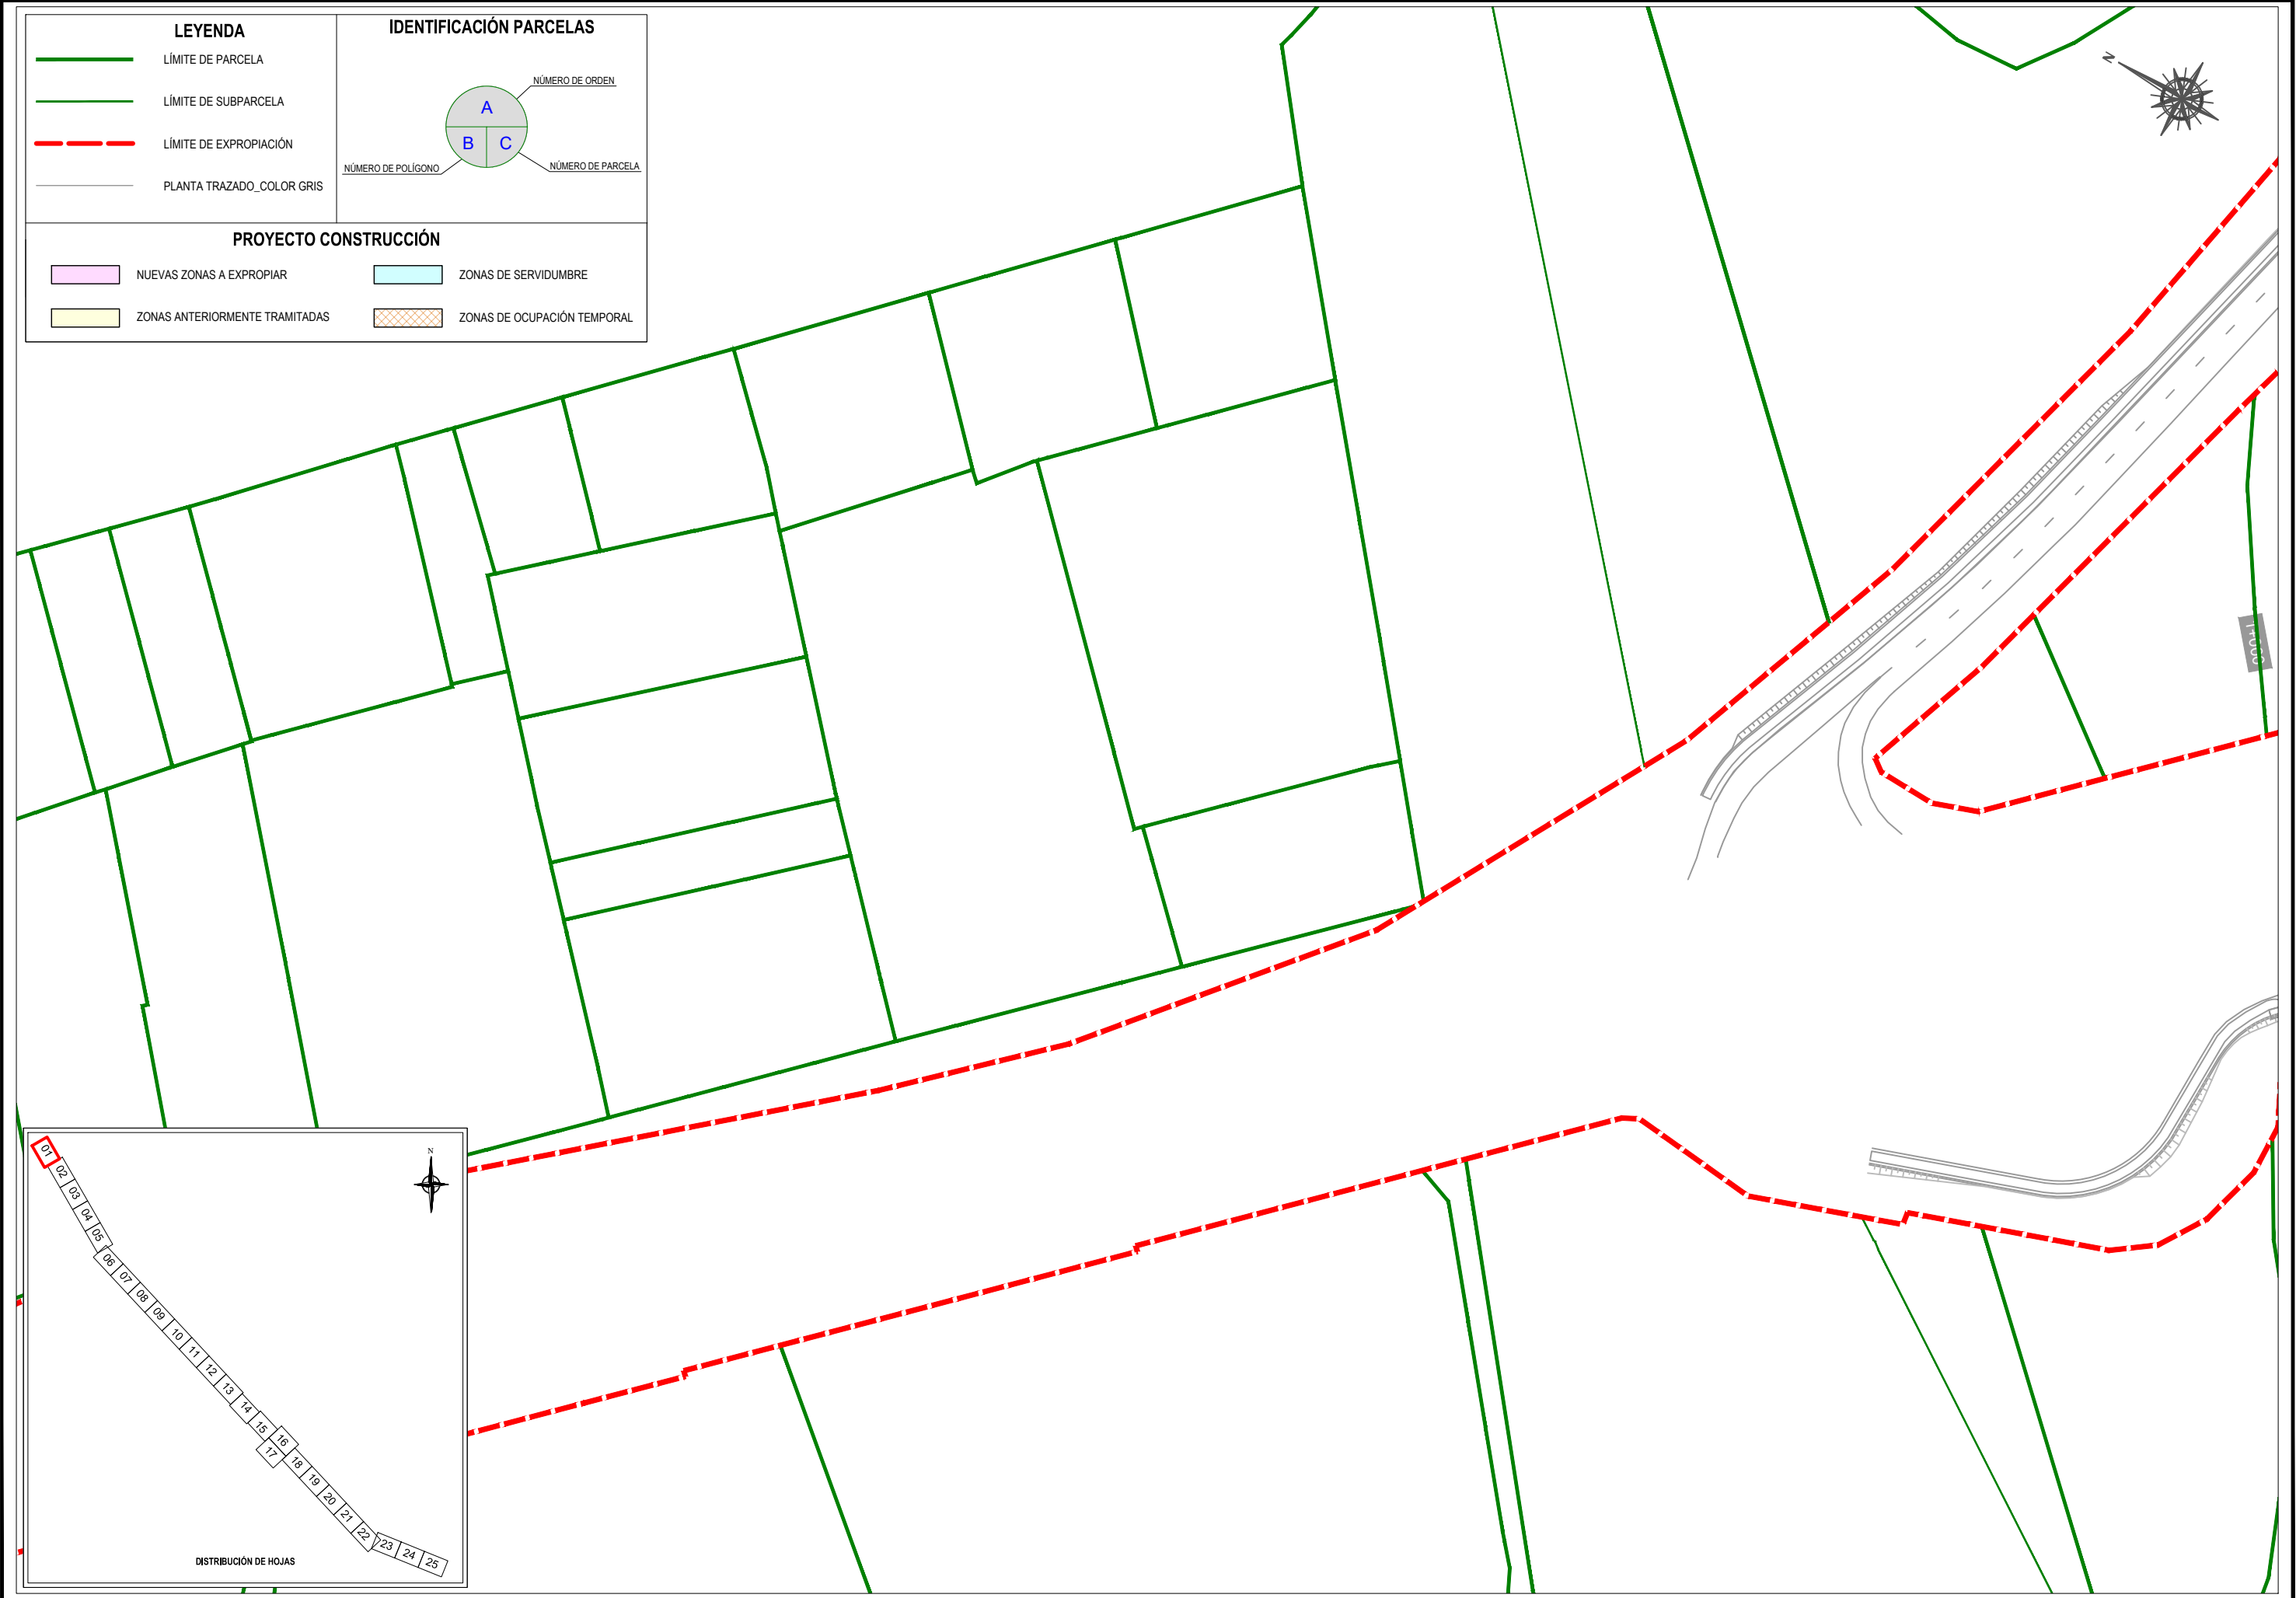 LEYENDA
LÍMITE DE PARCELA
LÍMITE DE SUBPARCELA
LÍMITE DE EXPROPIACIÓN
PLANTA TRAZADO_COLOR GRIS
IDENTIFICACIÓN PARCELAS
NÚMERO DE ORDEN
A
B C
NÚMERO DE POLÍGONO
NÚMERO DE PARCELA
PROYECTO CONSTRUCCIÓN
NUEVAS ZONAS A EXPROPIAR
ZONAS DE SERVIDUMBRE
ZONAS ANTERIORMENTE TRAMITADAS
ZONAS DE OCUPACIÓN TEMPORAL
N
1+000
N
01
02
03
04
05
06
07
08
09
10
11
12
13
14
15
16
17
18
19
20
21
22
23
24
25
DISTRIBUCIÓN DE HOJAS